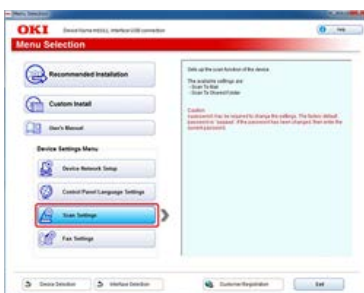 Menu Selection
OKI
Menu Selection
Recommended Installation
Custom Install
User's Manual
Device Settings Menu
Device Network Setup
Control Panel Language Settings
Scan Settings
Fax Settings
Sets up the scan function of the device.
The available settings are:
-Scan To Mail
-Scan To Shared Folder
Caution
a password may be required to change the settings. The factory default
password is "aaaaaa". If the password has been changed, then enter the
current password.
Device Selection
Interface Selection
Customer Registration
Exit